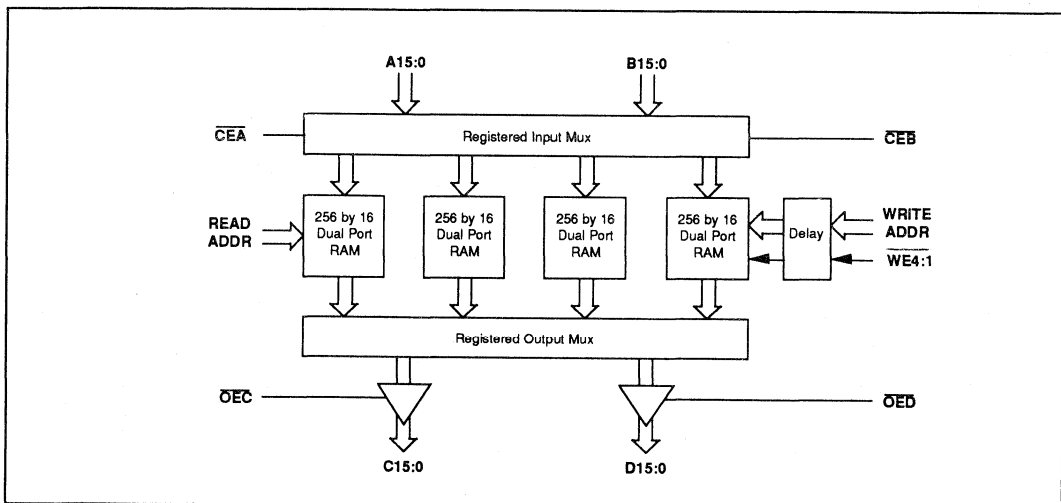 A15:0 B15:0
CEA Registered Input Mux CEB
READ
ADDR
256 by 16
Dual Port
RAM
256 by 16
Dual Port
RAM
256 by 16
Dual Port
RAM
256 by 16
Dual Port
RAM
Delay
WRITE
ADDR
WE4:1
Registered Output Mux
OEC OED
C15:0 D15:0